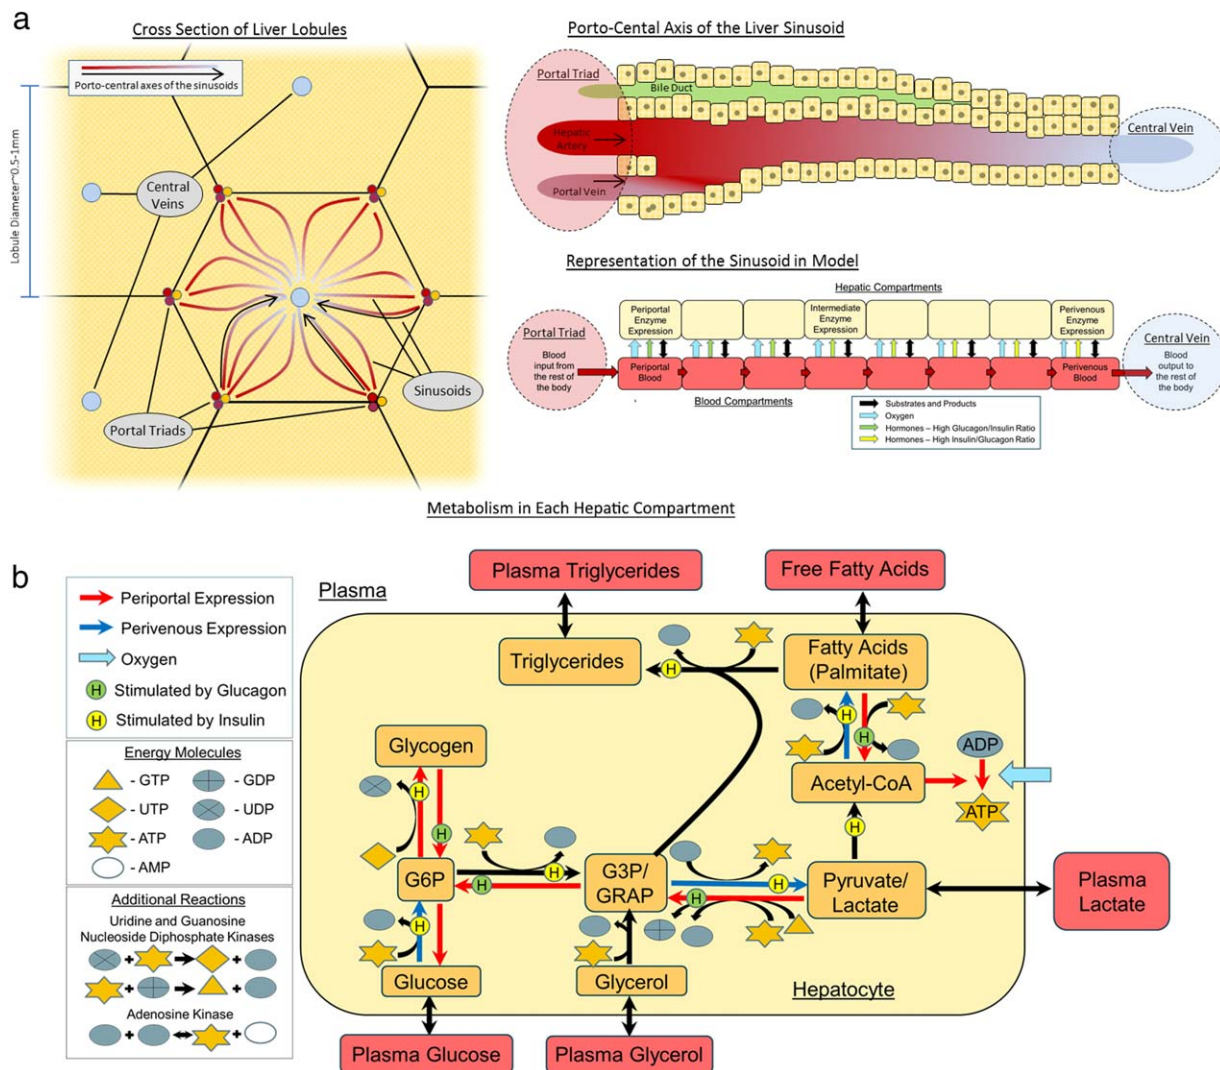 a
Cross Section of Liver Lobules
Porto-central axes of the sinusoids
Lobule Diameter~0.5-1mm
Central
Veins
Sinusoids
Portal Triads
Porto-Cental Axis of the Liver Sinusoid
Portal Triad
Bile Duct
Hepatic
Artery
Portal Vein
Central Vein
Representation of the Sinusoid in Model
Hepatic Compartments
Periportal
Enzyme
Expression
Intermediate
Enzyme
Expression
Perivenous
Enzyme
Expression
Portal Triad
Blood
input from
the rest of
the body
Periportal
Blood
Perivenous
Blood
Central Vein
Blood
output to
the rest of
the body
Blood Compartments
Substrates and Products
Oxygen
Hormones – High Glucagon/Insulin Ratio
Hormones – High Insulin/Glucagon Ratio
Metabolism in Each Hepatic Compartment
b
Periportal Expression
Perivenous Expression
Oxygen
H Stimulated by Glucagon
H Stimulated by Insulin
Energy Molecules
- GTP - GDP
- UTP - UDP
- ATP - ADP
- AMP
Additional Reactions
Uridine and Guanosine
Nucleoside Diphosphate Kinases
+ +
+ +
Adenosine Kinase
+ +
Plasma
Plasma Triglycerides
Free Fatty Acids
Triglycerides
H
Fatty Acids
(Palmitate)
H
H
ADP
Acetyl-CoA
ATP
Glycogen
H
H
H
G6P
H
H
G3P/
GRAP
H
H
Pyruvate/
Lactate
Plasma
Lactate
H
Glucose
Glycerol
Hepatocyte
Plasma Glucose
Plasma Glycerol